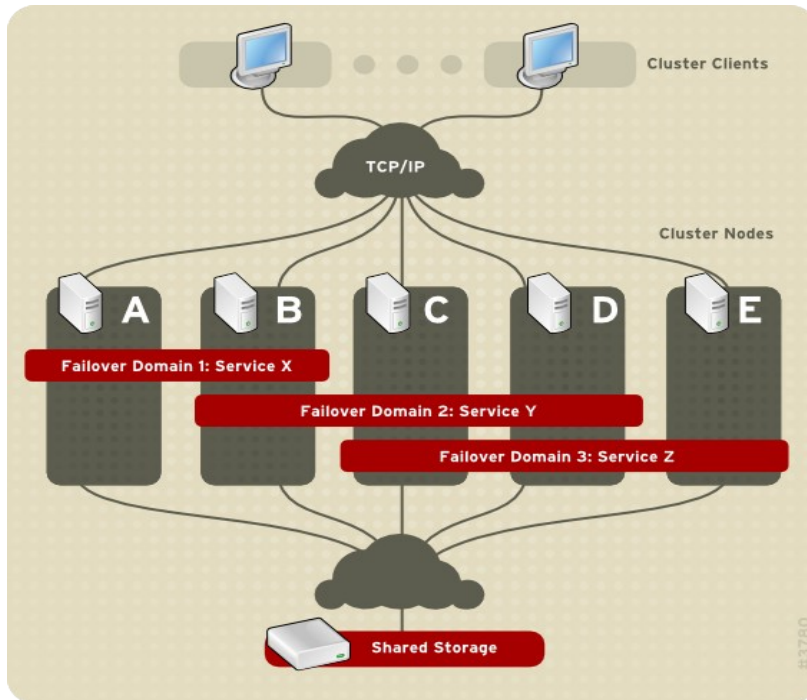 Cluster Clients
TCP/IP
Cluster Nodes
A
B
C
D
E
Failover Domain 1: Service X
Failover Domain 2: Service Y
Failover Domain 3: Service Z
Shared Storage
#3780